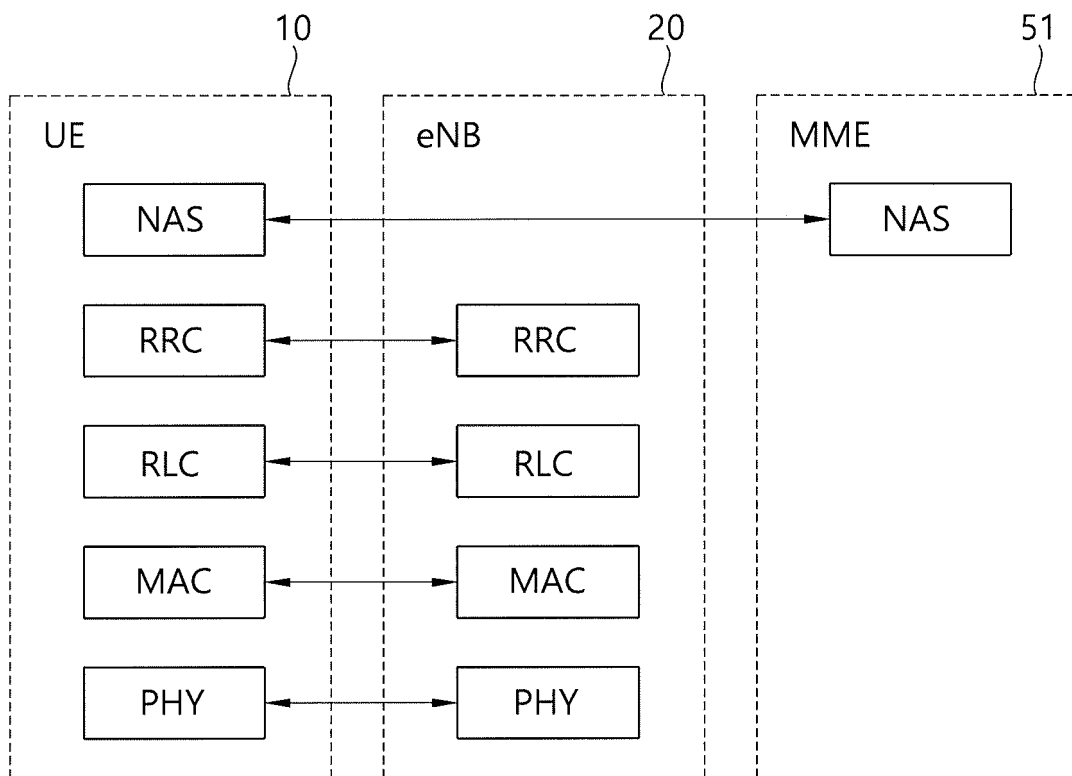 10 20 51
UE eNB MME
NAS NAS
RRC RRC
RLC RLC
MAC MAC
PHY PHY